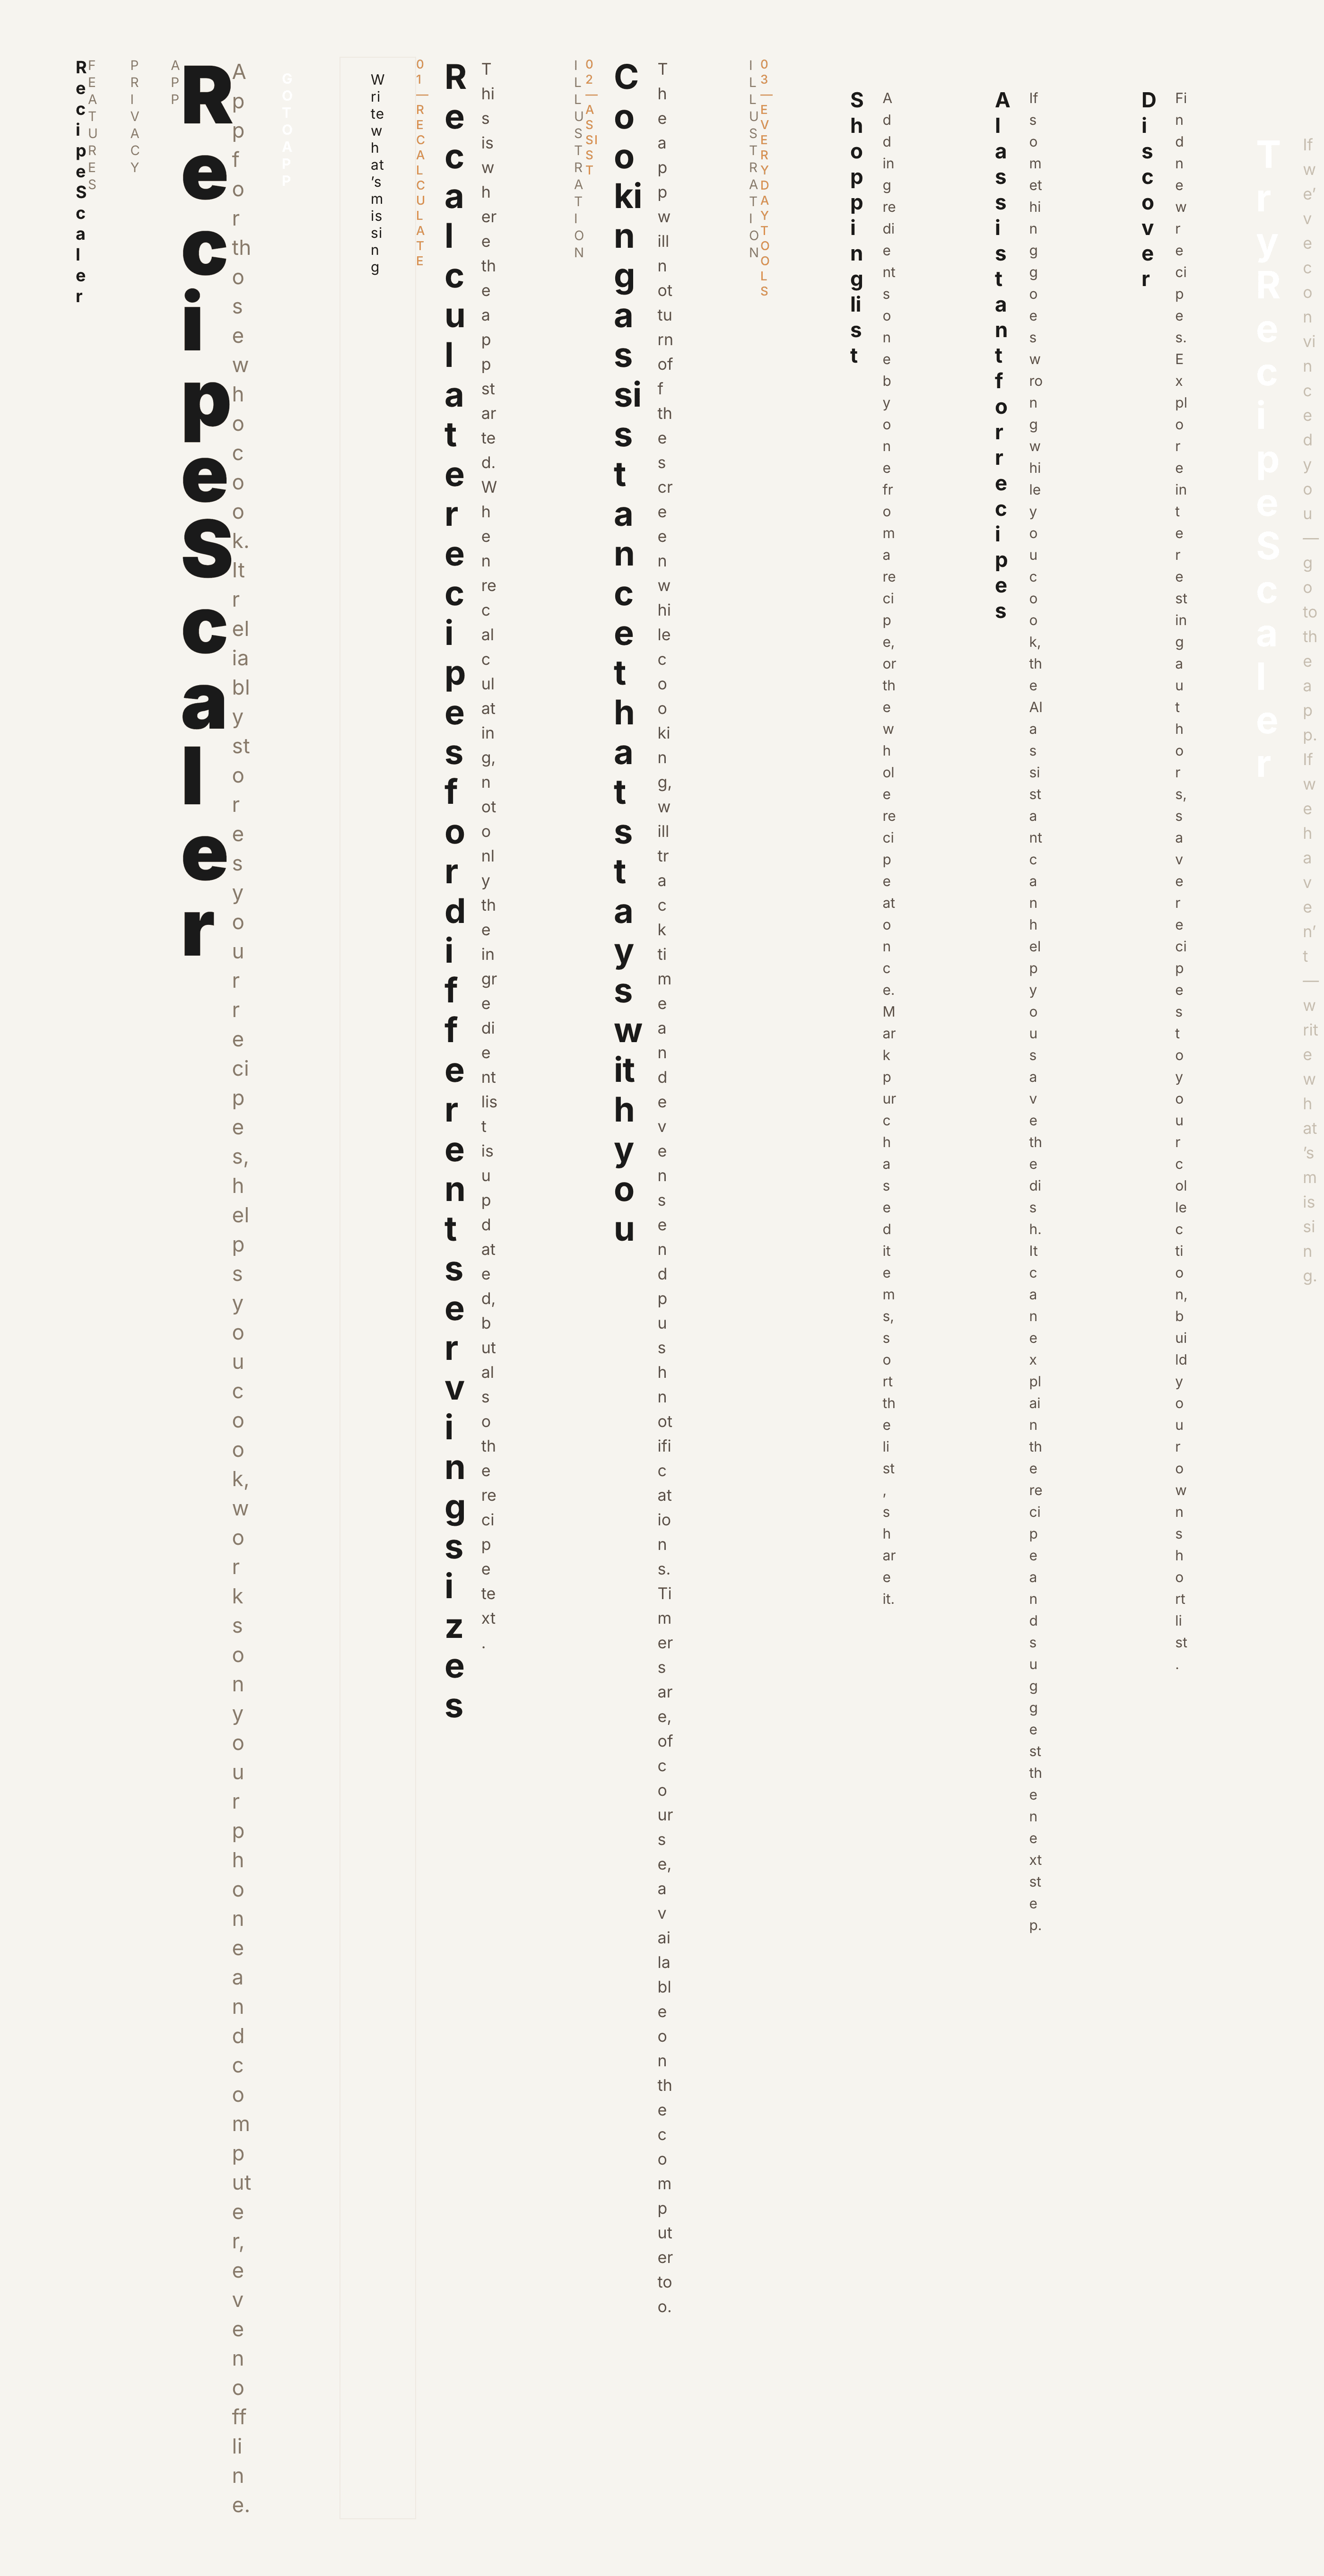 RecipeScaler
FEATURES
PRIVACY
APP
RecipeScaler
App for those who cook. It reliably stores your recipes, helps you cook, works on your phone and computer, even offline.
GO TO APP
Write what's missing
01 — RECALCULATE
Recalculate recipes for different serving sizes
This is where the app started. When recalculating, not only the ingredient list is updated, but also the recipe text.
ILLUSTRATION
02 — ASSIST
Cooking assistance that stays with you
The app will not turn off the screen while cooking, will track time and even send push notifications. Timers are, of course, available on the computer too.
ILLUSTRATION
03 — EVERYDAY TOOLS
Shopping list
Adding redients one by one from a recipe, or the whole recipe at once. Mark purchased items, sort the list, share it.
AI assistant for recipes
If something goes wrong while you cook, the AI assistant can help you save the dish. It can explain the recipe and suggest the next step.
Discover
Find new recipes. Explore interesting authors, save recipes to your collection, build your own shortlist.
Try RecipeScaler
If we've convinced you — go to the app. If we haven't — write what's missing.